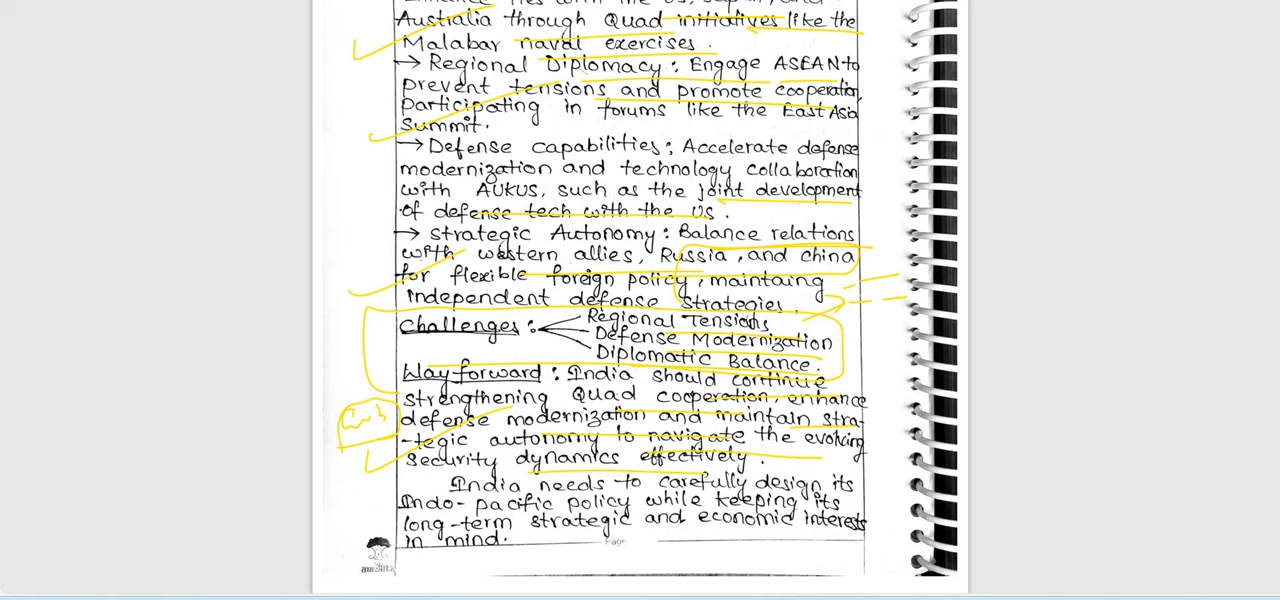 Australia through Quad initiatives like the
Malabar naval exercises.
→ Regional Diplomacy: Engage ASEAN to
prevent tensions and promote cooperation,
participating in forums like the East Asia
Summit.
→ Defense capabilities: Accelerate defense
modernization and technology collaboration
with AUKUS, such as the joint development
of defense tech with the US.
→ Strategic Autonomy: Balance relations
with western allies, Russia, and china
for flexible foreign policy, maintaing
independent defense strategies.
Challenges:
Regional Tensions
Defense Modernization
Diplomatic Balance.
Way forward: India should continue
strengthening Quad cooperation, enhance
defense modernization and maintain stra-
-tegic autonomy to navigate the evolving
security dynamics effectively.
India needs to carefully design its
Indo-pacific policy while keeping its
long-term strategic and economic interests
in mind.
Page